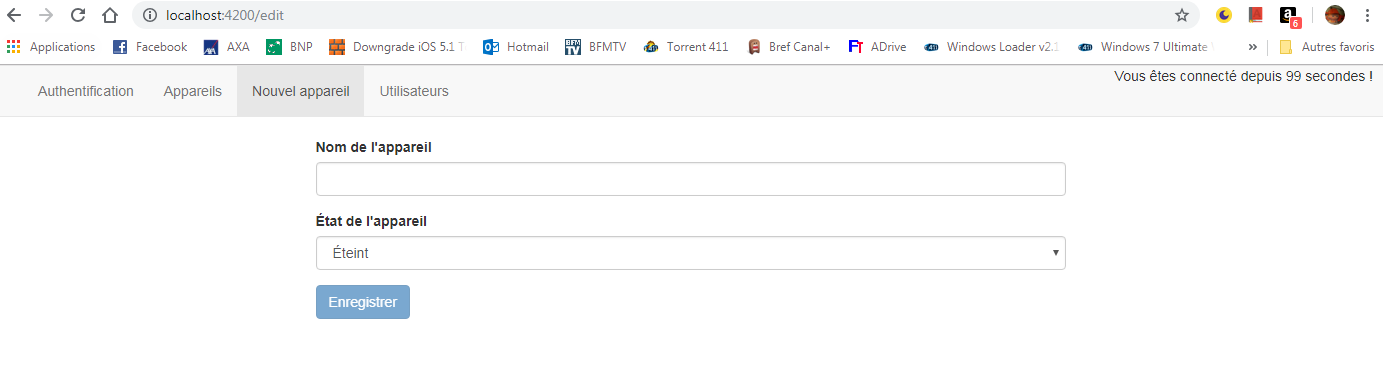 localhost:4200/edit
Applications Facebook AXA BNP Downgrade iOS 5.1 Hotmail BFMTV Torrent 411 Bref Canal+ ADrive Windows Loader v2. Windows 7 Ultimate » Autres favoris
6
Authentification Appareils Nouvel appareil Utilisateurs
Vous êtes connecté depuis 99 secondes !
Nom de l'appareil
État de l'appareil
Éteint
Enregistrer